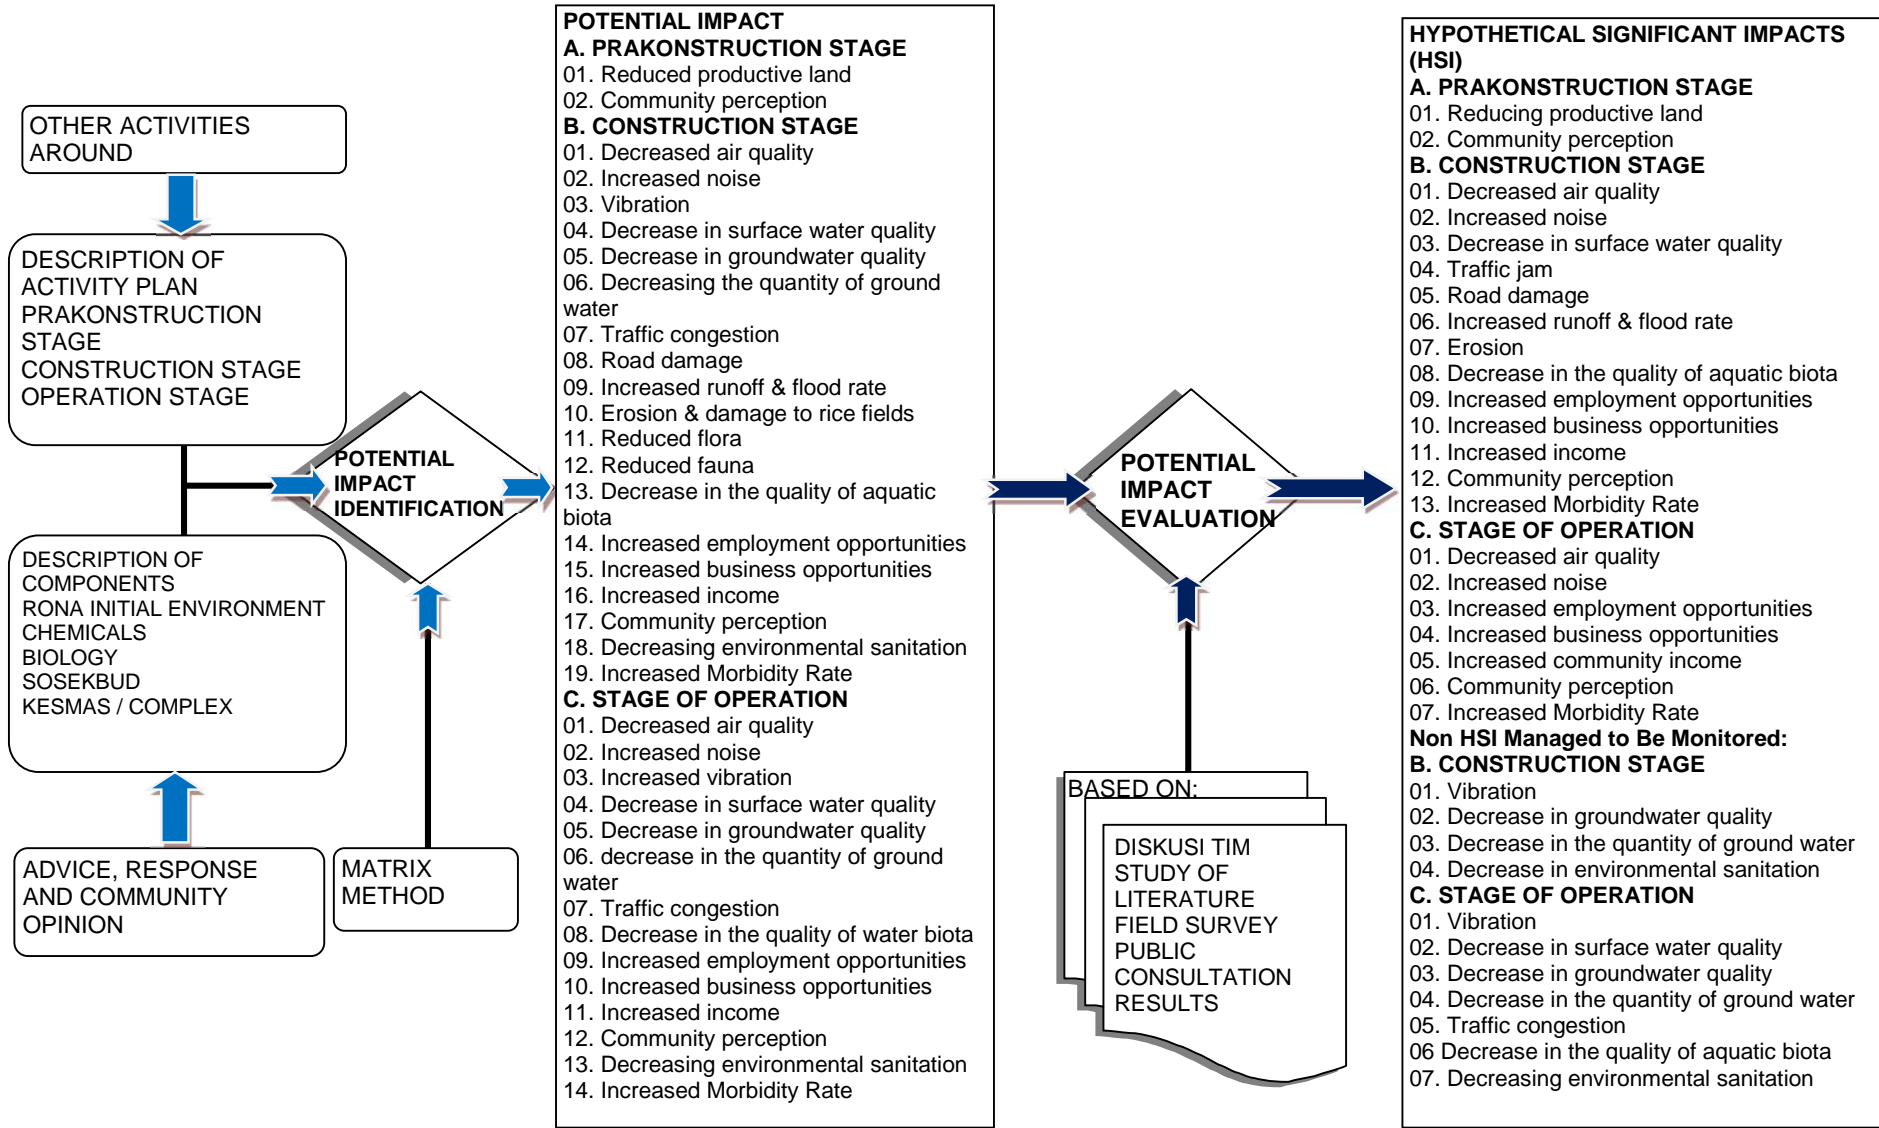 OTHER ACTIVITIES
AROUND
DESCRIPTION OF
ACTIVITY PLAN
PRAKONSTRUCTION
STAGE
CONSTRUCTION STAGE
OPERATION STAGE
DESCRIPTION OF
COMPONENTS
RONA INITIAL ENVIRONMENT
CHEMICALS
BIOLOGY
SOSEKBUD
KESMAS / COMPLEX
ADVICE, RESPONSE
AND COMMUNITY
OPINION
POTENTIAL
IMPACT
IDENTIFICATION
MATRIX
METHOD
POTENTIAL IMPACT
A. PRAKONSTRUCTION STAGE
01. Reduced productive land
02. Community perception
B. CONSTRUCTION STAGE
01. Decreased air quality
02. Increased noise
03. Vibration
04. Decrease in surface water quality
05. Decrease in groundwater quality
06. Decreasing the quantity of ground
water
07. Traffic congestion
08. Road damage
09. Increased runoff & flood rate
10. Erosion & damage to rice fields
11. Reduced flora
12. Reduced fauna
13. Decrease in the quality of aquatic
biota
14. Increased employment opportunities
15. Increased business opportunities
16. Increased income
17. Community perception
18. Decreasing environmental sanitation
19. Increased Morbidity Rate
C. STAGE OF OPERATION
01. Decreased air quality
02. Increased noise
03. Increased vibration
04. Decrease in surface water quality
05. Decrease in groundwater quality
06. decrease in the quantity of ground
water
07. Traffic congestion
08. Decrease in the quality of water biota
09. Increased employment opportunities
10. Increased business opportunities
11. Increased income
12. Community perception
13. Decreasing environmental sanitation
14. Increased Morbidity Rate
POTENTIAL
IMPACT
EVALUATION
BASED ON:
DISKUSI TIM
STUDY OF
LITERATURE
FIELD SURVEY
PUBLIC
CONSULTATION
RESULTS
HYPOTHETICAL SIGNIFICANT IMPACTS
(HSI)
A. PRAKONSTRUCTION STAGE
01. Reducing productive land
02. Community perception
B. CONSTRUCTION STAGE
01. Decreased air quality
02. Increased noise
03. Decrease in surface water quality
04. Traffic jam
05. Road damage
06. Increased runoff & flood rate
07. Erosion
08. Decrease in the quality of aquatic biota
09. Increased employment opportunities
10. Increased business opportunities
11. Increased income
12. Community perception
13. Increased Morbidity Rate
C. STAGE OF OPERATION
01. Decreased air quality
02. Increased noise
03. Increased employment opportunities
04. Increased business opportunities
05. Increased community income
06. Community perception
07. Increased Morbidity Rate
Non HSI Managed to Be Monitored:
B. CONSTRUCTION STAGE
01. Vibration
02. Decrease in groundwater quality
03. Decrease in the quantity of ground water
04. Decrease in environmental sanitation
C. STAGE OF OPERATION
01. Vibration
02. Decrease in surface water quality
03. Decrease in groundwater quality
04. Decrease in the quantity of ground water
05. Traffic congestion
06 Decrease in the quality of aquatic biota
07. Decreasing environmental sanitation